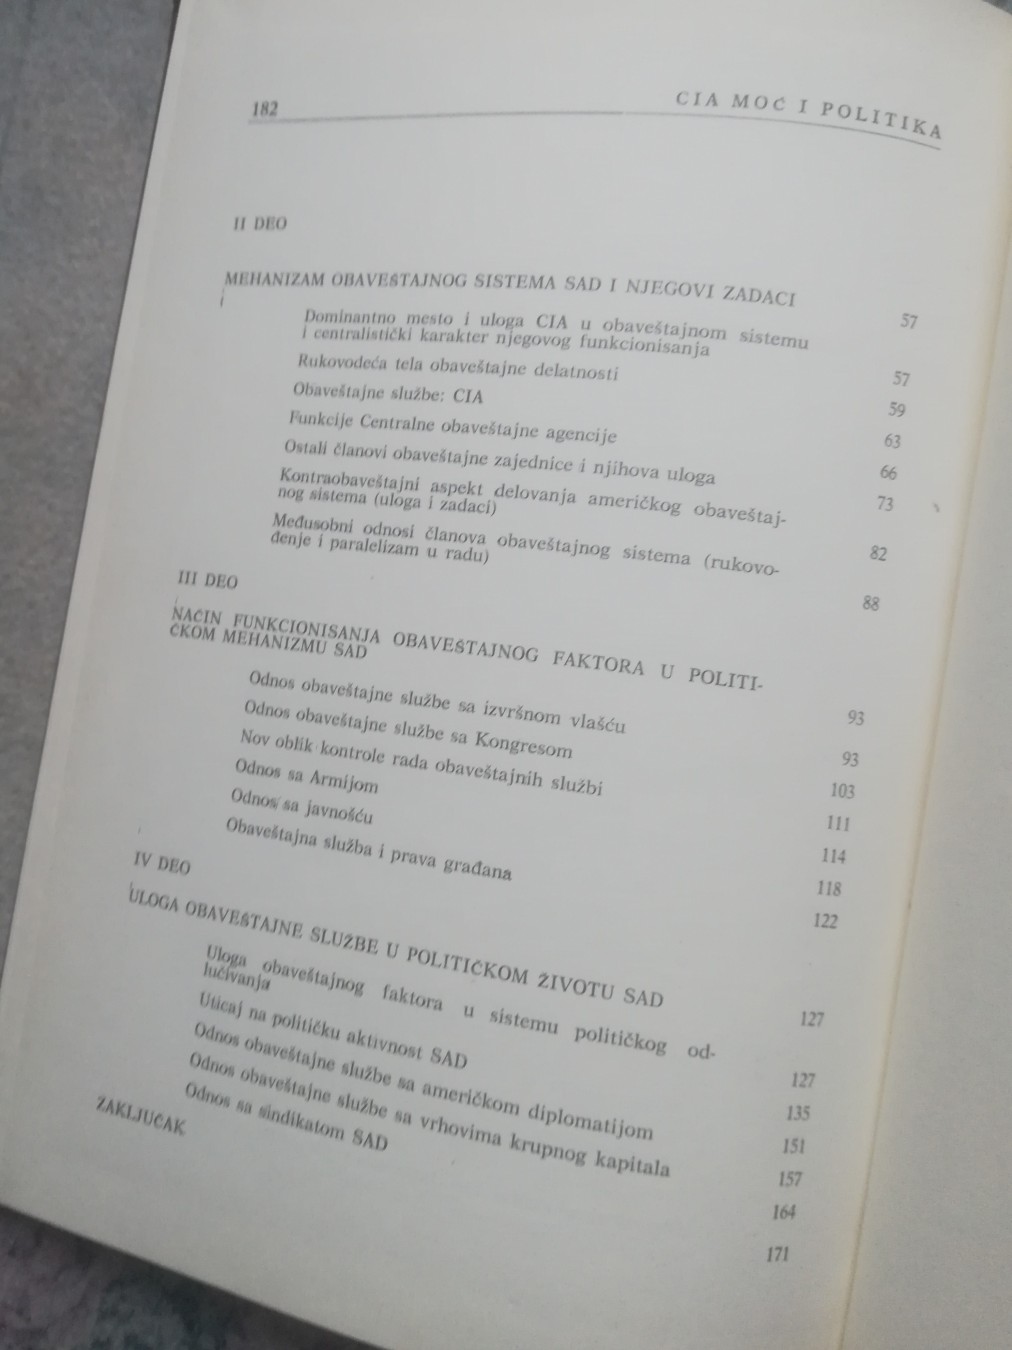 182
CIA MOĆ I POLITIKA
II DEO
MEHANIZAM OBAVEŠTAJNOG SISTEMA SAD I NJEGOVI ZADACI 57
Dominantno mesto i uloga CIA u obaveštajnom sistemu
i centralistički karakter njegovog funkcionisanja 57
Rukovodeća tela obaveštajne delatnosti 59
Obaveštajne službe: CIA 63
Funkcije Centralne obaveštajne agencije 66
Ostali članovi obaveštajne zajednice i njihova uloga 73
Kontraobaveštajni aspekt delovanja američkog obaveštaj-
nog sistema (uloga i zadaci) 82
Međusobni odnosi članova obaveštajnog sistema (rukovo-
đenje i paralelizam u radu) 88
III DEO
NAČIN FUNKCIONISANJA OBAVEŠTAJNOG FAKTORA U POLITI-
ČKOM MEHANIZMU SAD 93
Odnos obaveštajne službe sa izvršnom vlašću 93
Odnos obaveštajne službe sa Kongresom 103
Nov oblik kontrole rada obaveštajnih službi 111
Odnos sa Armijom 114
Odnos sa javnošću 118
Obaveštajna služba i prava građana 122
IV DEO
ULOGA OBAVEŠTAJNE SLUŽBE U POLITIČKOM ŽIVOTU SAD 127
Uloga obaveštajnog faktora u sistemu političkog od-
lučivanja 127
Uticaj na političku aktivnost SAD 135
Odnos obaveštajne službe sa američkom diplomatijom 151
Odnos obaveštajne službe sa vrhovima krupnog kapitala 157
Odnos sa sindikatom SAD 164
ZAKLJUČAK 171